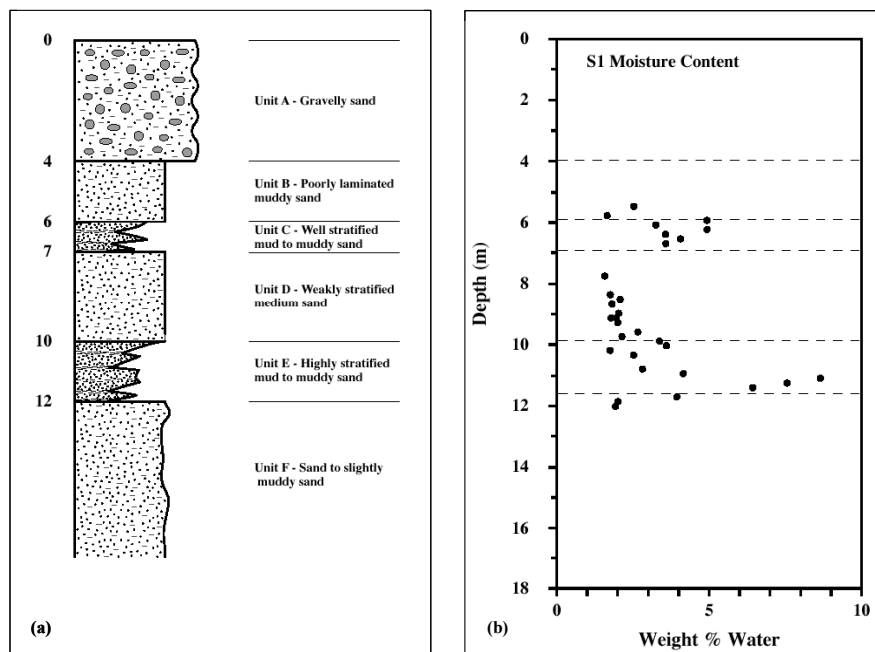 0
Unit A - Gravelly sand
4
Unit B - Poorly laminated
muddy sand
6
Unit C - Well stratified
mud to muddy sand
7
Unit D - Weakly stratified
medium sand
10
Unit E - Highly stratified
mud to muddy sand
12
Unit F - Sand to slightly
muddy sand
(a)
S1 Moisture Content
0
2
4
6
8
10
12
14
16
18
Depth (m)
0
5
10
Weight % Water
(b)